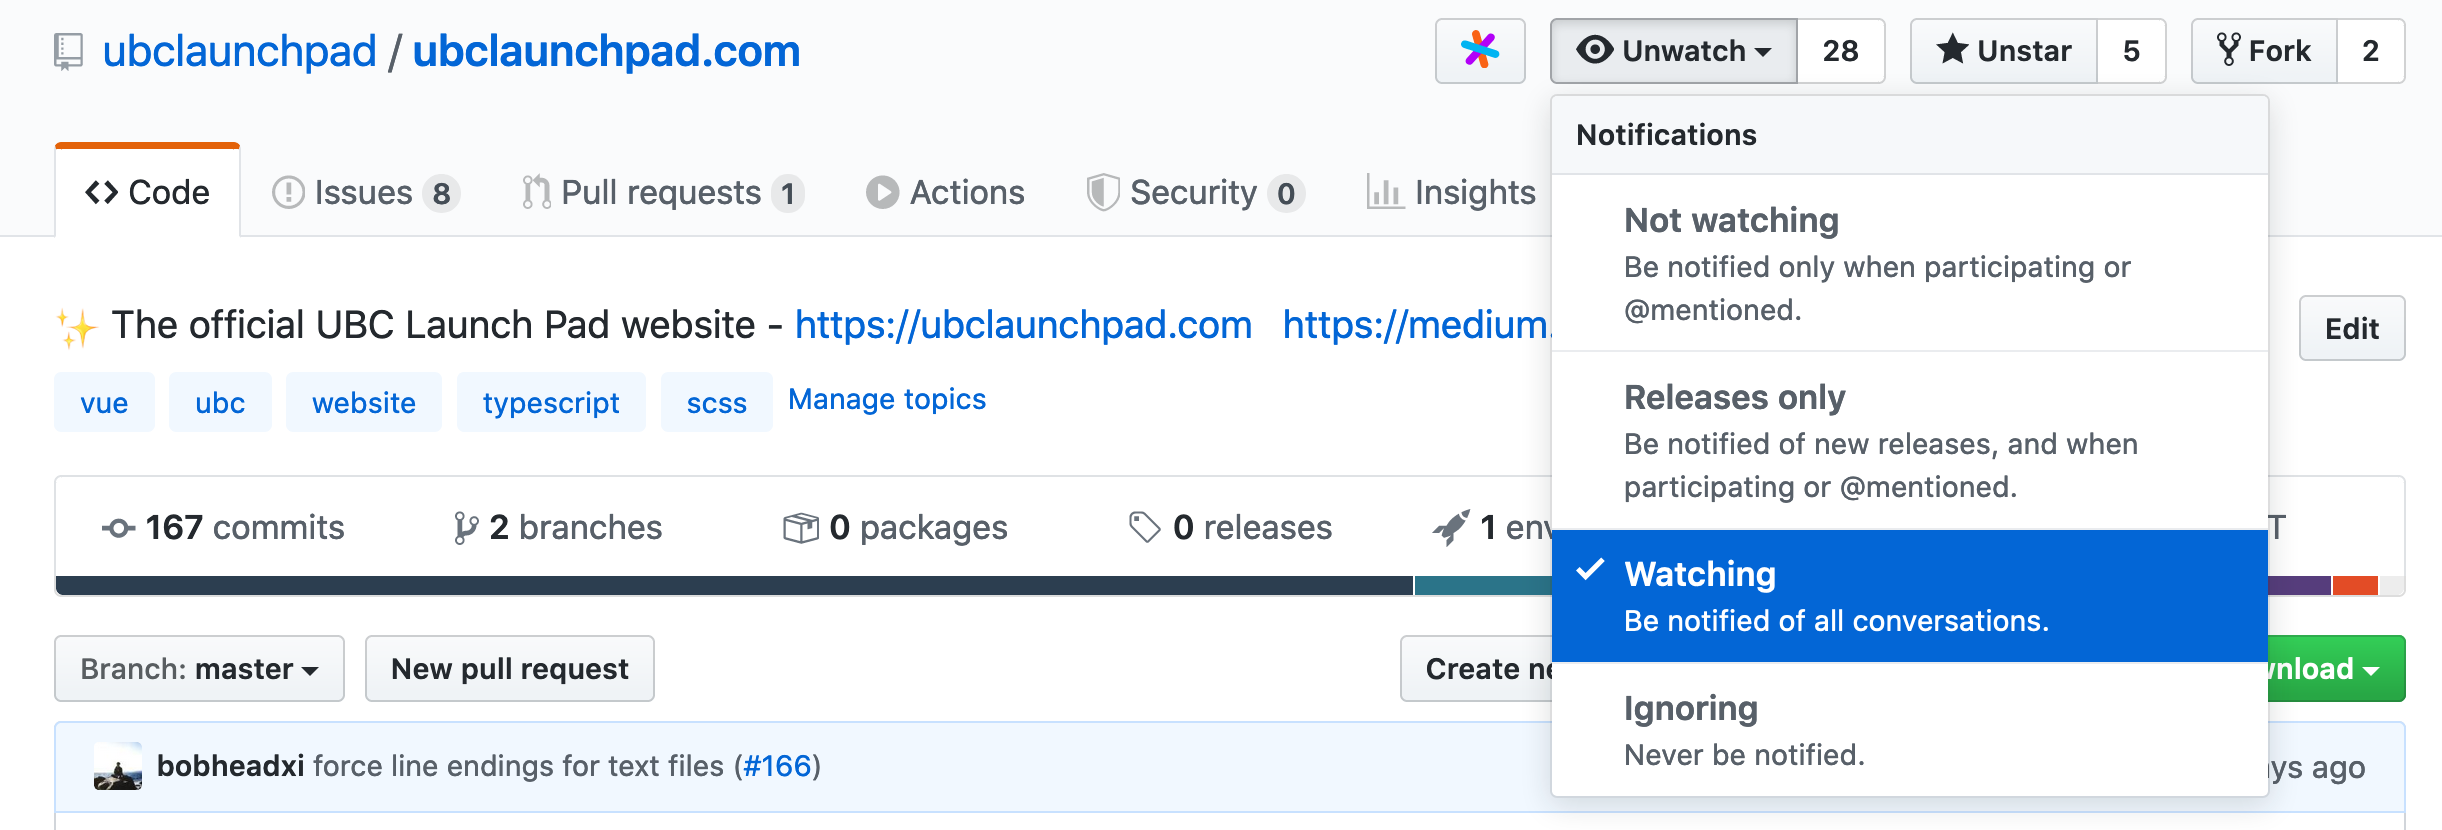 ubclaunchpad / ubclaunchpad.com
Unwatch 28
Unstar 5
Fork 2
Code
Issues 8
Pull requests 1
Actions
Security 0
Insights
Notifications
Not watching
Be notified only when participating or
@mentioned.
Releases only
Be notified of new releases, and when
participating or @mentioned.
Watching
Be notified of all conversations.
Ignoring
Never be notified.
✨ The official UBC Launch Pad website - https://ubclaunchpad.com https://medium.
Edit
vue ubc website typescript scss Manage topics
167 commits
2 branches
0 packages
0 releases
1 env
T
Branch: master
New pull request
Create ne
wnload
bobheadxi force line endings for text files (#166)
ys ago